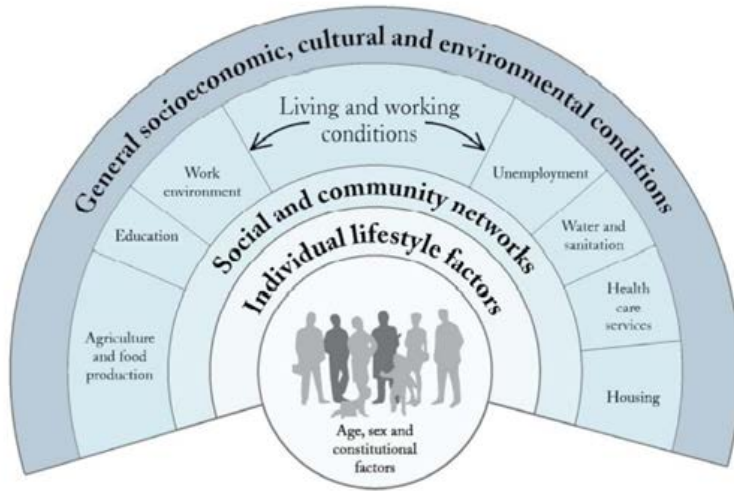 General socioeconomic, cultural and environmental conditions
Living and working
conditions
Work
environment
Unemployment
Education
Water and
sanitation
Agriculture
and food
production
Health
care
services
Housing
Social and community networks
Individual lifestyle factors
Age, sex and
constitutional
factors